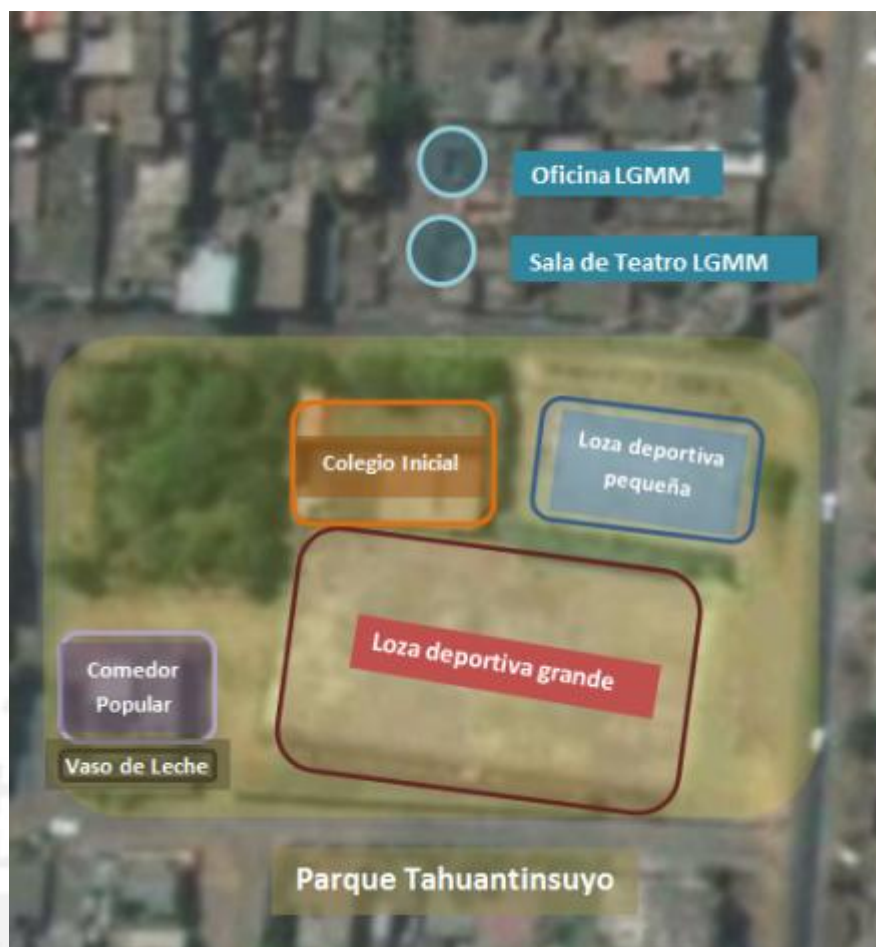 Oficina LGMM
Sala de Teatro LGMM
Colegio Inicial
Loza deportiva
pequeña
Loza deportiva grande
Comedor
Popular
Vaso de Leche
Parque Tahuantinsuyo